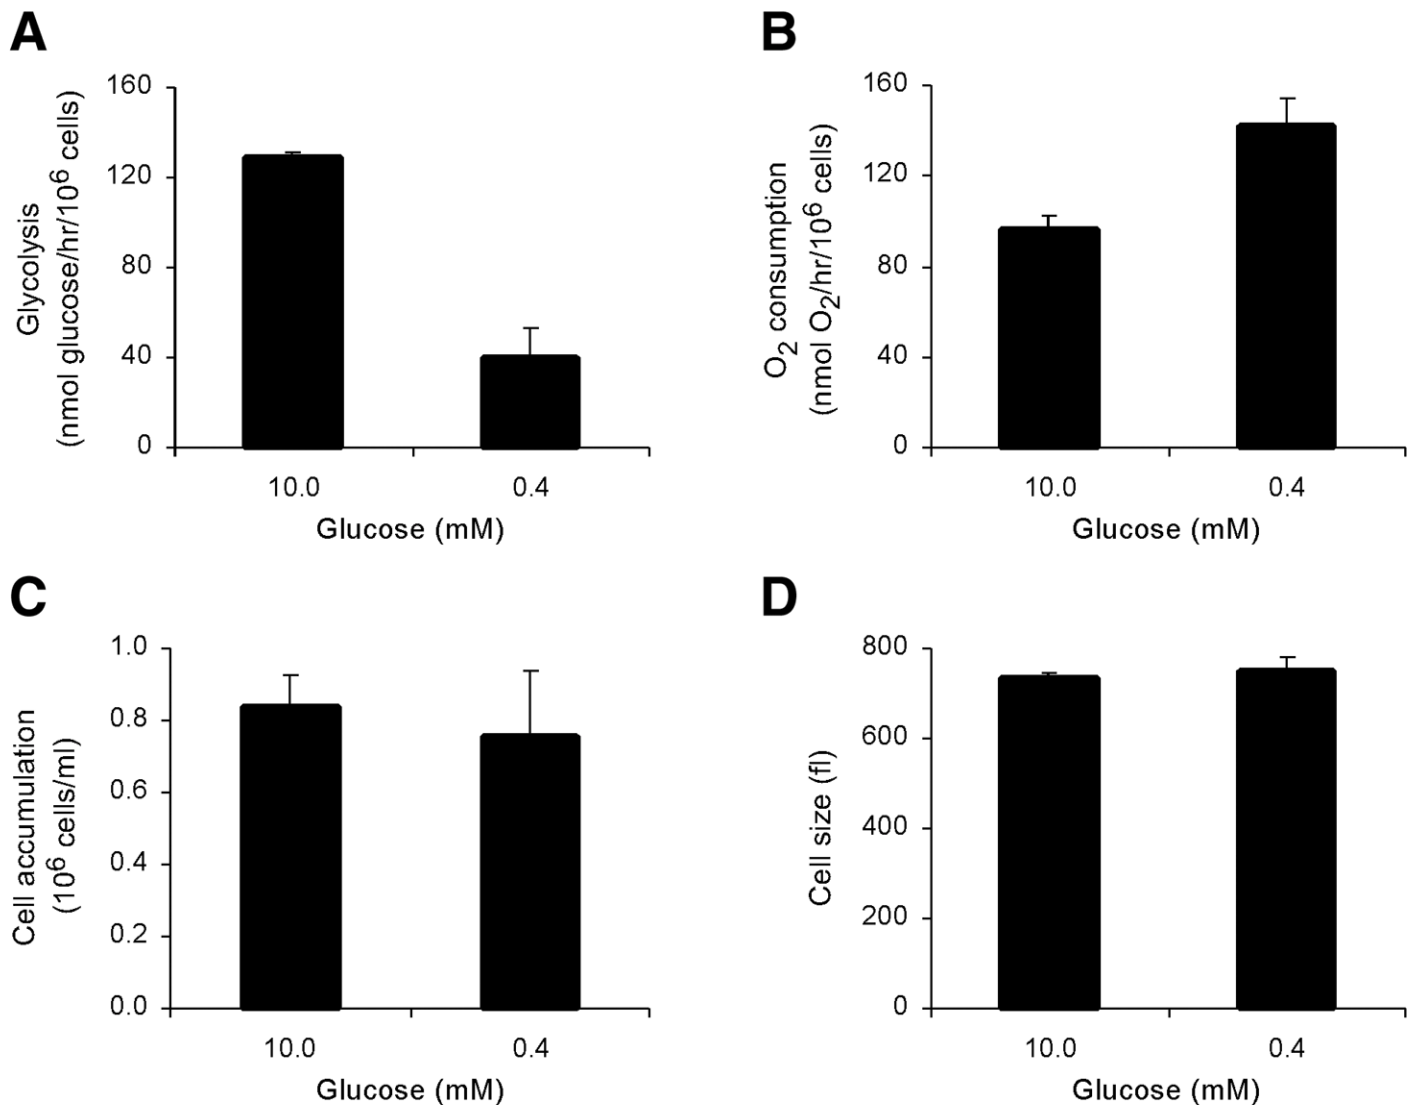 A
Glycolysis
(nmol glucose/hr/10⁶ cells)
160
120
80
40
0
10.0 0.4
Glucose (mM)
B
O₂ consumption
(nmol O₂/hr/10⁶ cells)
160
120
80
40
0
10.0 0.4
Glucose (mM)
C
Cell accumulation
(10⁶ cells/ml)
1.0
0.8
0.6
0.4
0.2
0.0
10.0 0.4
Glucose (mM)
D
Cell size (fl)
800
600
400
200
0
10.0 0.4
Glucose (mM)